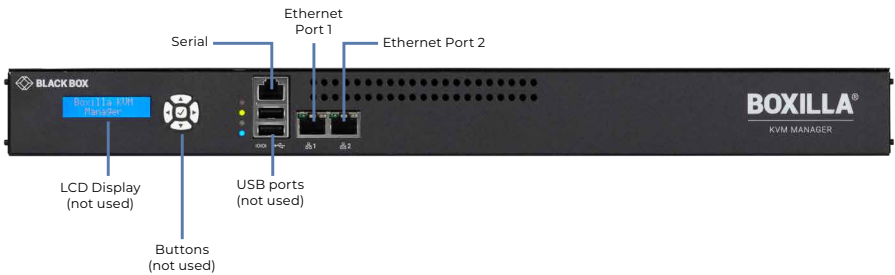 Ethernet
Port 1
Serial
Ethernet Port 2
BLACK BOX
Boxilla KVM
Manager
BOXILLA®
KVM MANAGER
IOIOI
1
2
LCD Display
(not used)
USB ports
(not used)
Buttons
(not used)